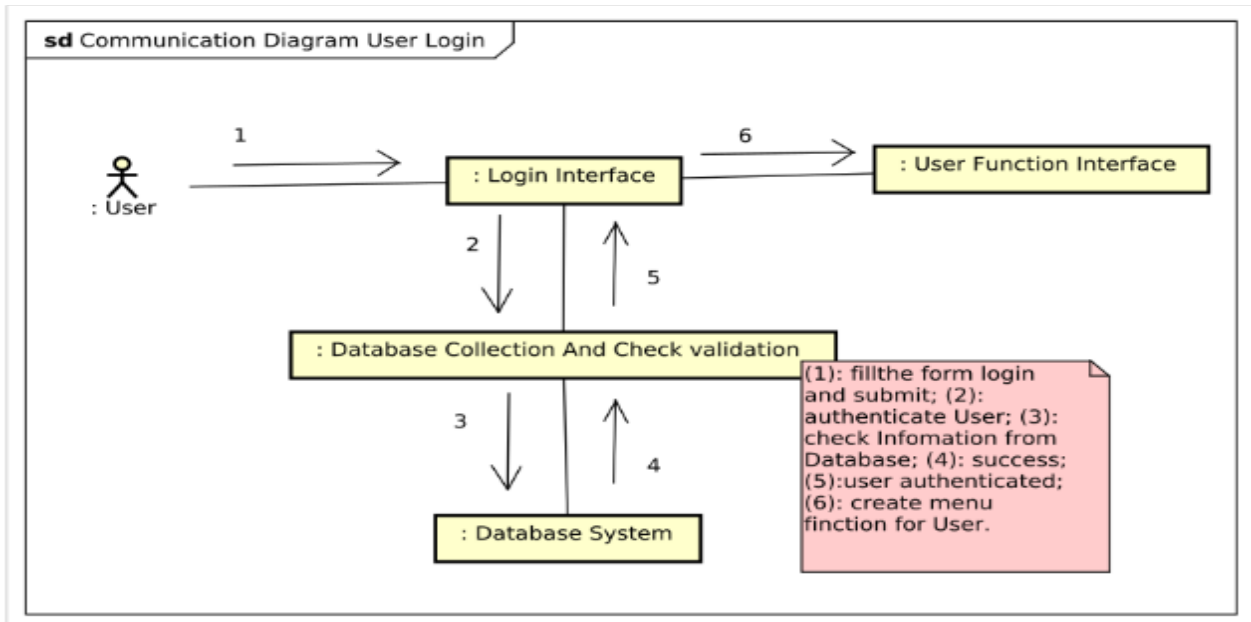 sd Communication Diagram User Login
1
6
: User
: Login Interface
: User Function Interface
2
5
: Database Collection And Check validation
(1): fillthe form login
and submit; (2):
authenticate User; (3):
check Infomation from
Database; (4): success;
(5):user authenticated;
(6): create menu
finction for User.
3
4
: Database System